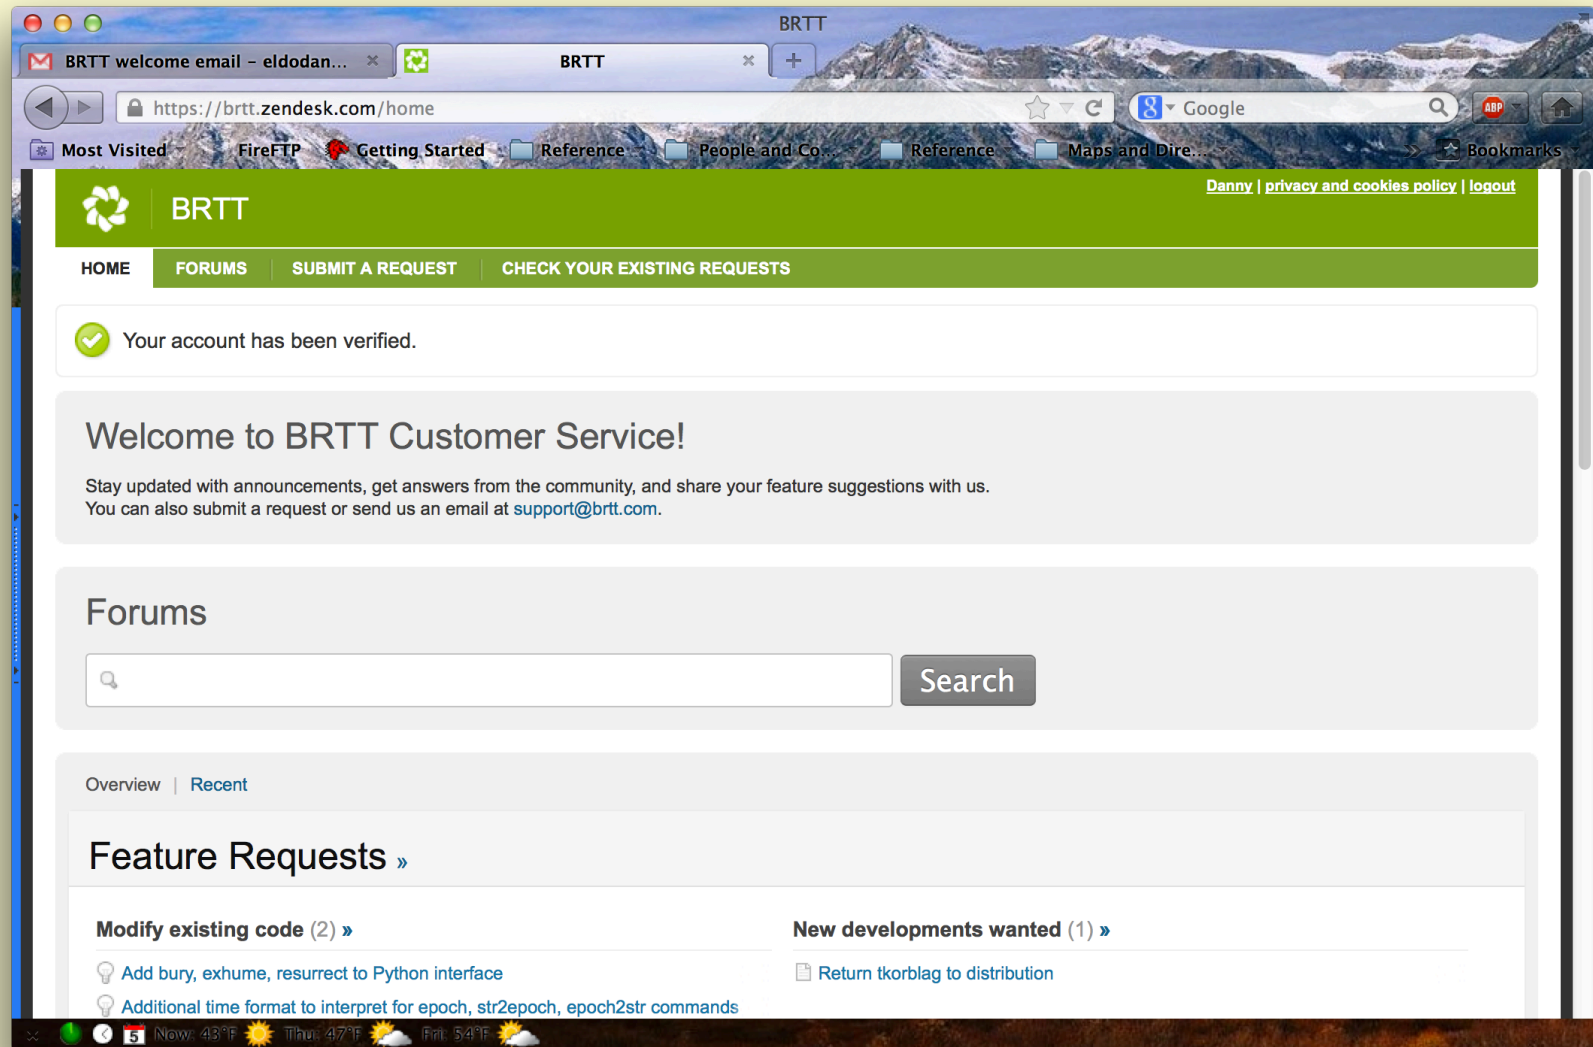 BRTT
BRTT welcome email – eldodan...
BRTT
https://brtt.zendesk.com/home
Google
ABP
Most Visited
FireFTP
Getting Started
Reference
People and Co...
Reference
Maps and Dire...
Bookmarks
BRTT
Danny | privacy and cookies policy | logout
HOME
FORUMS
SUBMIT A REQUEST
CHECK YOUR EXISTING REQUESTS
Your account has been verified.
Welcome to BRTT Customer Service!
Stay updated with announcements, get answers from the community, and share your feature suggestions with us.
You can also submit a request or send us an email at support@brtt.com.
Forums
Search
Overview | Recent
Feature Requests »
Modify existing code (2) »
Add bury, exhume, resurrect to Python interface
Additional time format to interpret for epoch, str2epoch, epoch2str commands
New developments wanted (1) »
Return tkorblag to distribution
5
Now: 43°F
Thu: 47°F
Fri: 54°F